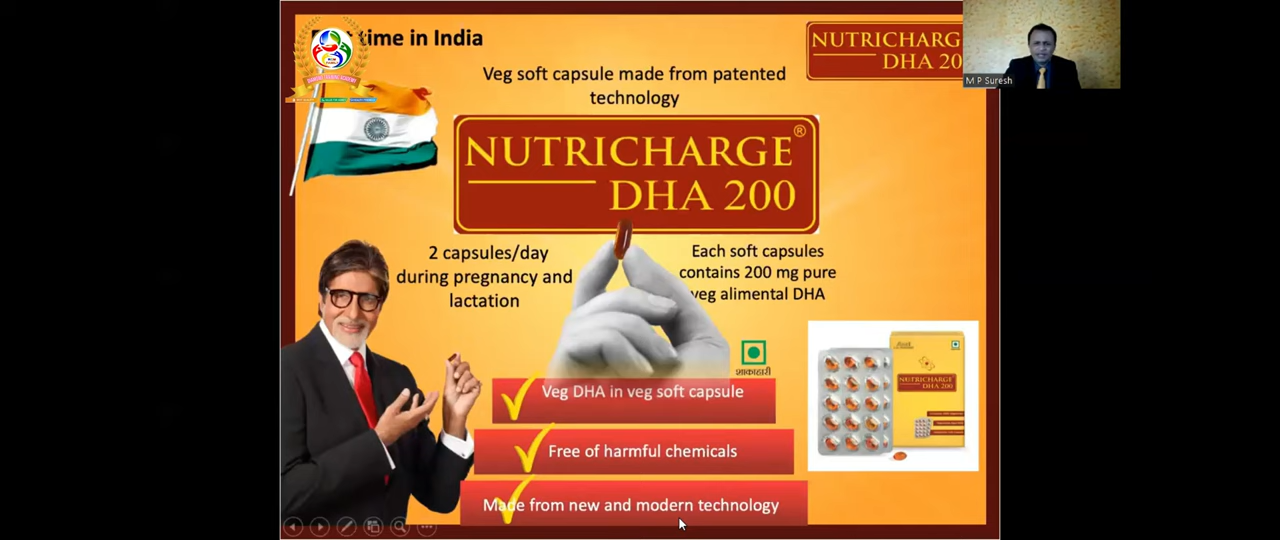 time in India
Veg soft capsule made from patented
technology
NUTRICHARG
DHA 20
M P Suresh
NUTRICHARGE®
DHA 200
2 capsules/day
during pregnancy and
lactation
Each soft capsules
contains 200 mg pure
veg alimental DHA
शाकाहारी
NUTRICHARGE
DHA 200
Veg DHA in veg soft capsule
Free of harmful chemicals
Made from new and modern technology